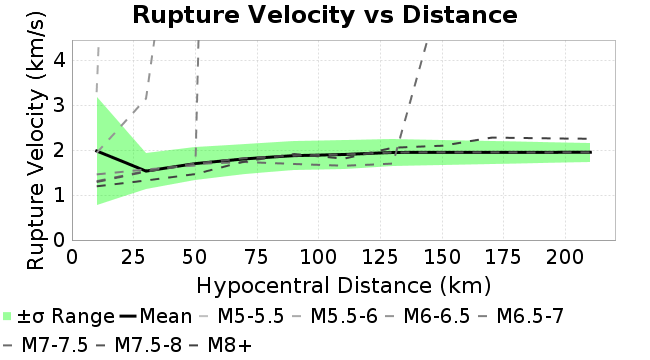 Rupture Velocity vs Distance
Rupture Velocity (km/s)
4
3
2
1
0
0 25 50 75 100 125 150 175 200
Hypocentral Distance (km)
±σ Range Mean M5-5.5 M5.5-6 M6-6.5 M6.5-7
M7-7.5 M7.5-8 M8+